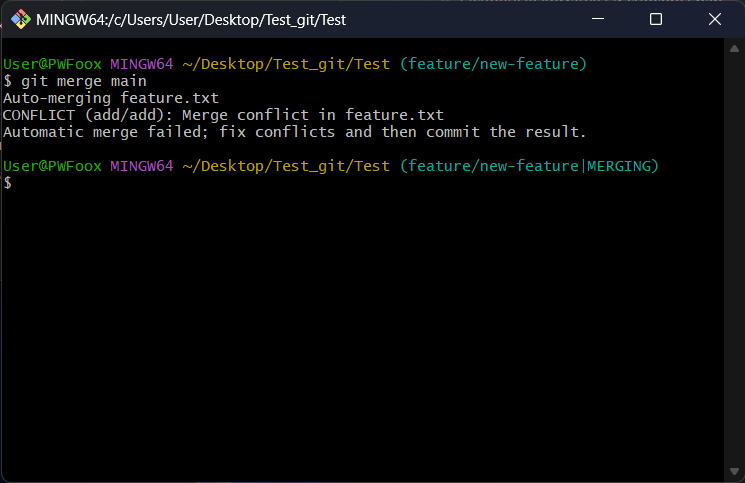 MINGW64:/c/Users/User/Desktop/Test_git/Test
User@PWFoox MINGW64 ~/Desktop/Test_git/Test (feature/new-feature)
$ git merge main
Auto-merging feature.txt
CONFLICT (add/add): Merge conflict in feature.txt
Automatic merge failed; fix conflicts and then commit the result.
User@PWFoox MINGW64 ~/Desktop/Test_git/Test (feature/new-feature|MERGING)
$